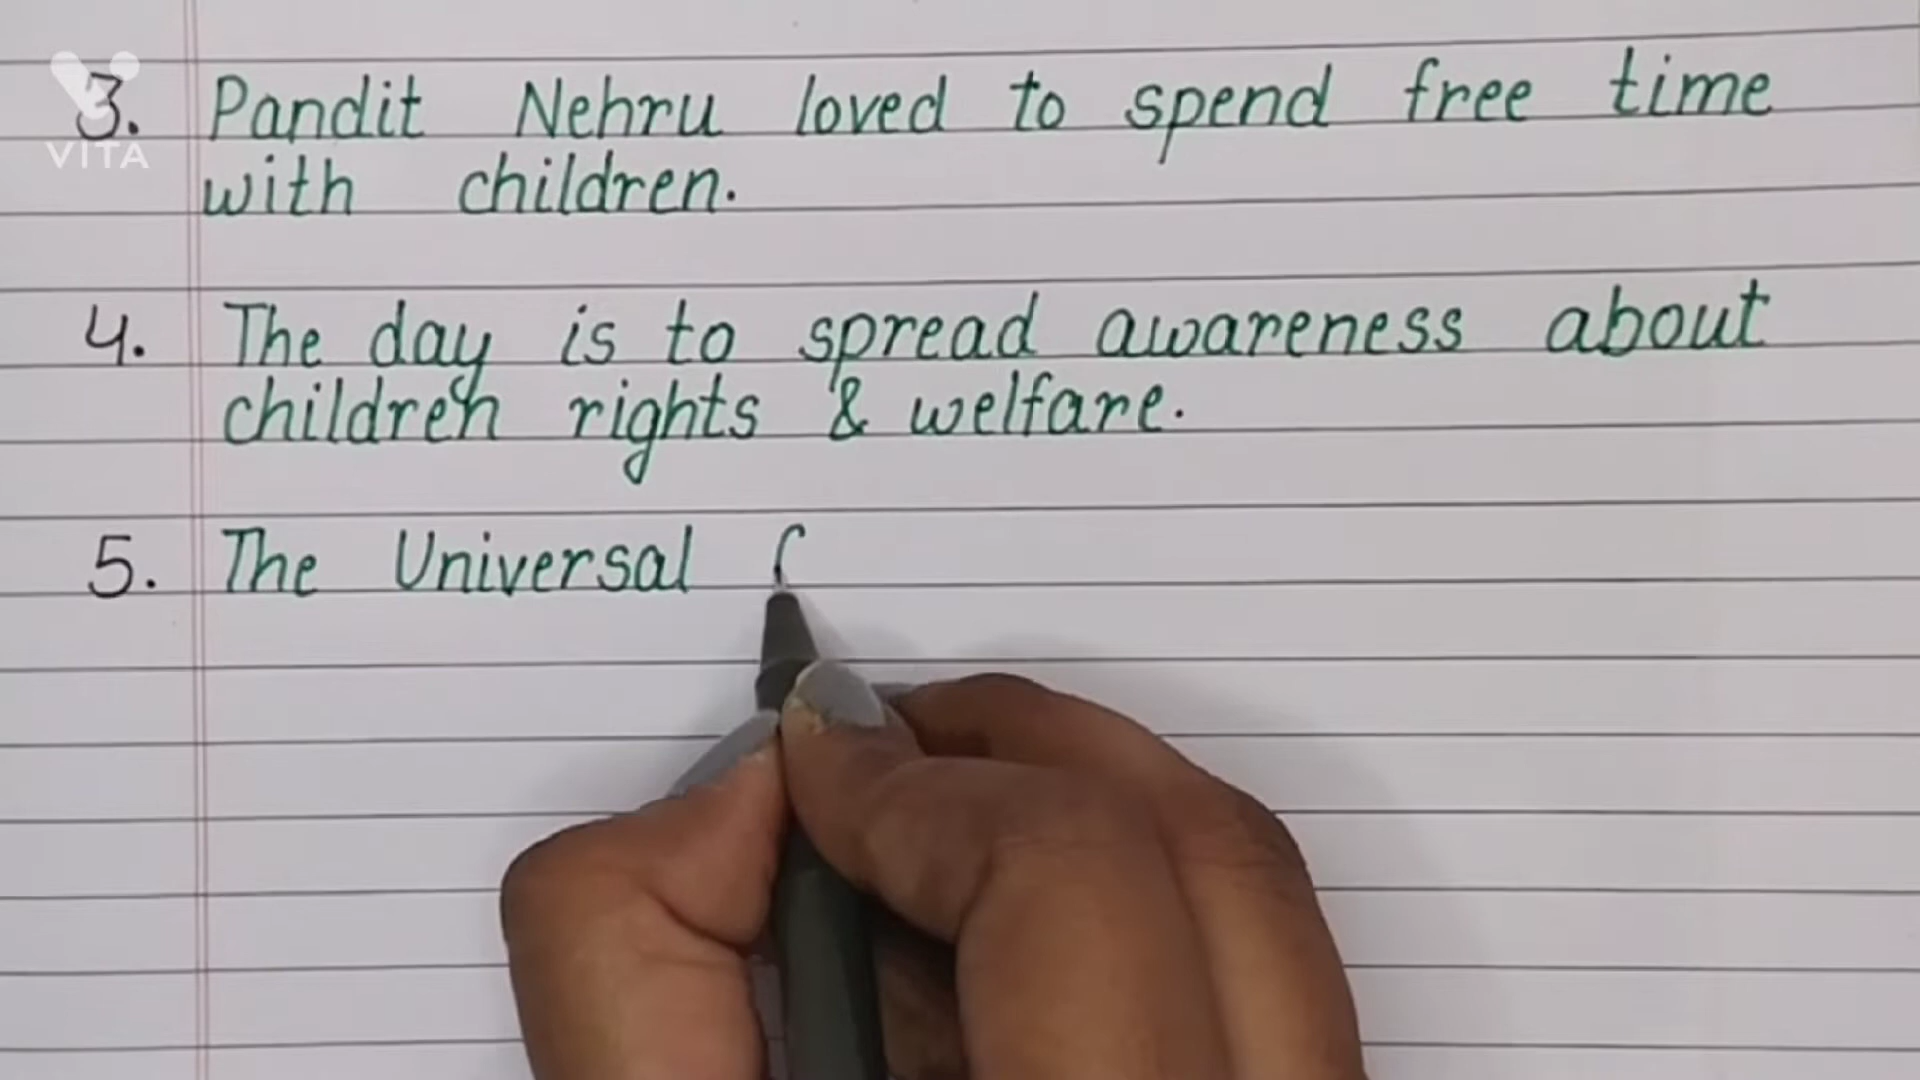 3. Pandit Nehru loved to spend free time
with children.
4. The day is to spread awareness about
children rights & welfare.
5. The Universal
VITA